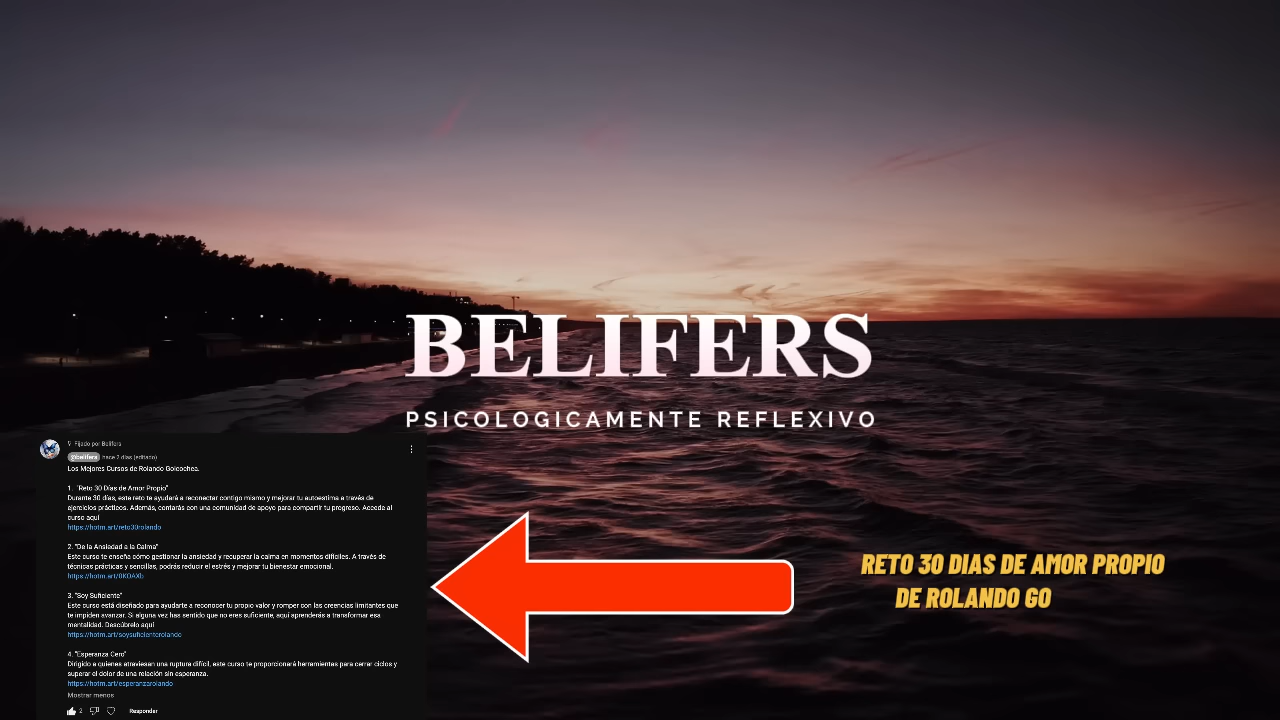 BELIFERS
PSICOLOGICAMENTE REFLEXIVO
Fijado por Belifers
@belifers hace 2 días (editado)
Los Mejores Cursos de Rolando Goicochea.
1. "Reto 30 Días de Amor Propio"
Durante 30 días, este reto te ayudará a reconectar contigo mismo y mejorar tu autoestima a través de
ejercicios prácticos. Además, contarás con una comunidad de apoyo para compartir tu progreso. Accede al
curso aquí
https://hotm.art/reto30rolando
2. "De la Ansiedad a la Calma"
Este curso te enseña cómo gestionar la ansiedad y recuperar la calma en momentos difíciles. A través de
técnicas prácticas y sencillas, podrás reducir el estrés y mejorar tu bienestar emocional.
https://hotm.art/0KOAXb
3. "Soy Suficiente"
Este curso está diseñado para ayudarte a reconocer tu propio valor y romper con las creencias limitantes que
te impiden avanzar. Si alguna vez has sentido que no eres suficiente, aquí aprenderás a transformar esa
mentalidad. Descúbrelo aquí
https://hotm.art/soysuficienterolando
4. "Esperanza Cero"
Dirigido a quienes atraviesan una ruptura difícil, este curso te proporcionará herramientas para cerrar ciclos y
superar el dolor de una relación sin esperanza.
https://hotm.art/esperanzarolando
Mostrar menos
2 Responder
RETO 30 DIAS DE AMOR PROPIO
DE ROLANDO GO